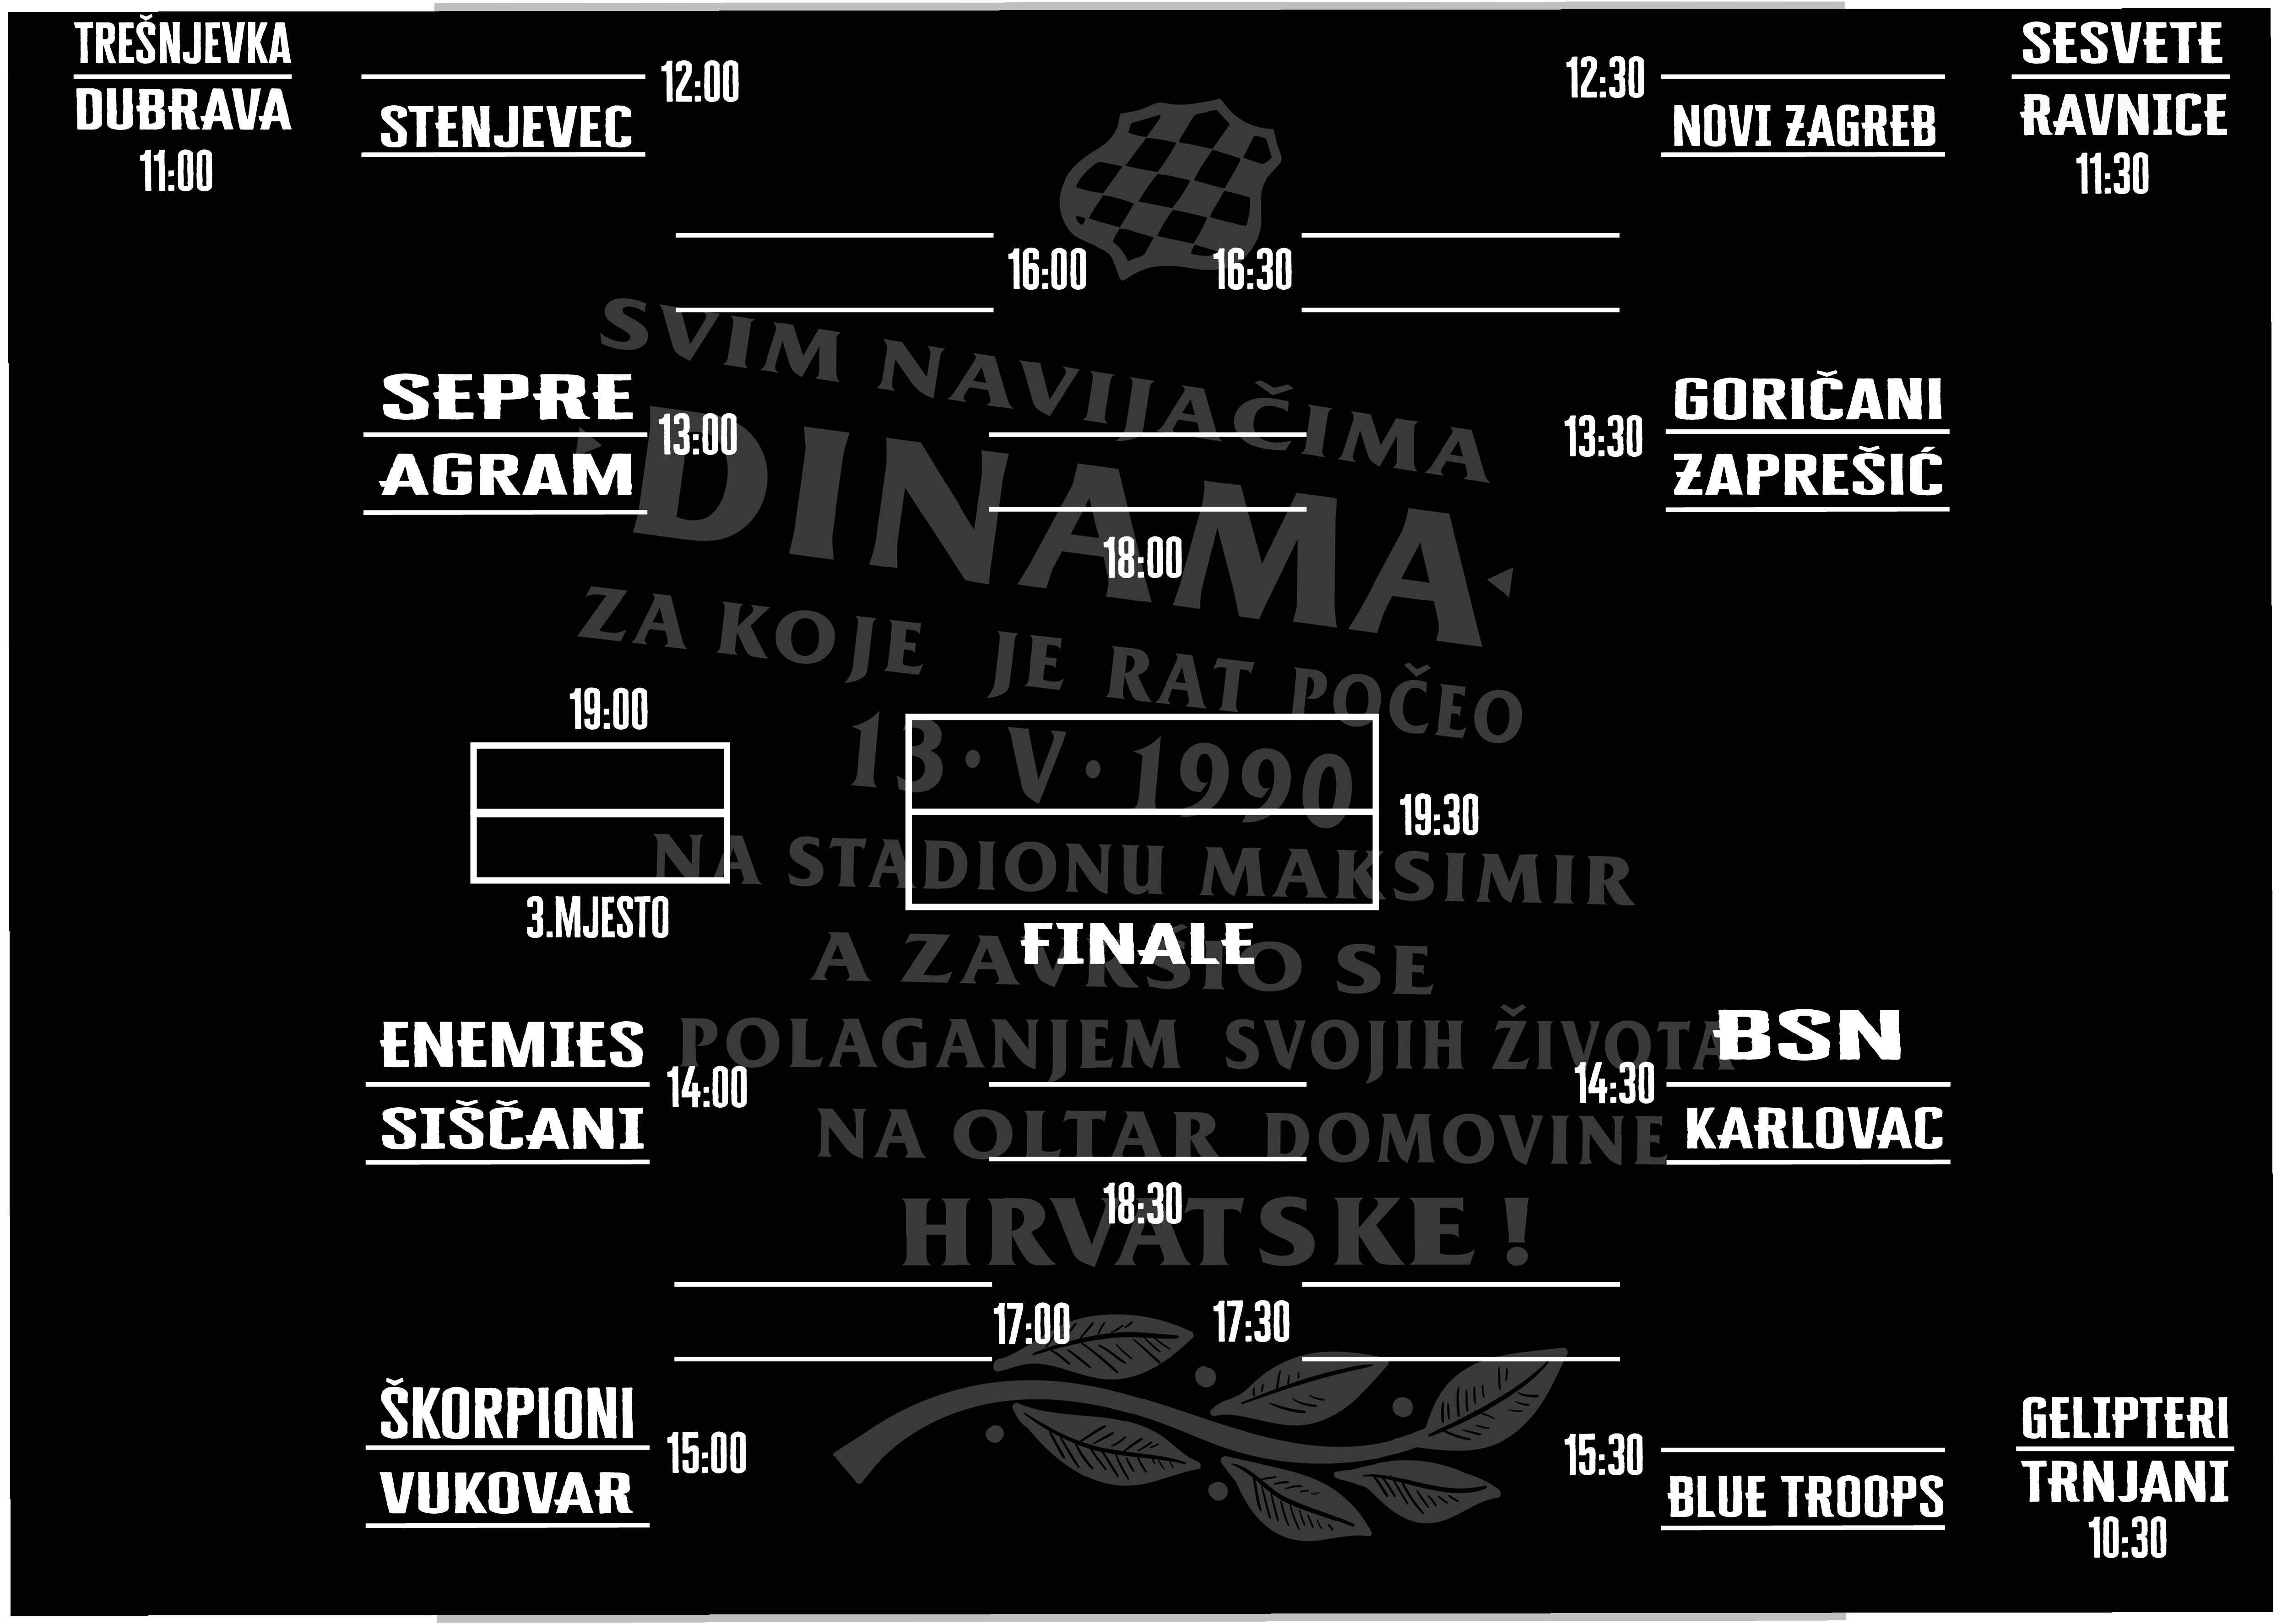 TREŠNJEVKA
DUBRAVA
11:00
STENJEVEC
12:00
12:30
NOVI ZAGREB
SESVETE
RAVNICE
11:30
16:00
16:30
SVIM NAVIJAČIMA
DINAMA
ZA KOJE JE RAT POČEO
13·V·1990
NA STADIONU MAKSIMIR
A ZAVRŠIO SE
POLAGANJEM SVOJIH ŽIVOTA
NA OLTAR DOMOVINE
HRVATSKE!
SEPRE
AGRAM
13:00
13:30
GORIČANI
ZAPREŠIĆ
18:00
19:00
3.MJESTO
19:30
FINALE
ENEMIES
SIŠČANI
14:00
14:30
BSN
KARLOVAC
18:30
17:00
17:30
ŠKORPIONI
VUKOVAR
15:00
15:30
BLUE TROOPS
GELIPTERI
TRNJANI
10:30